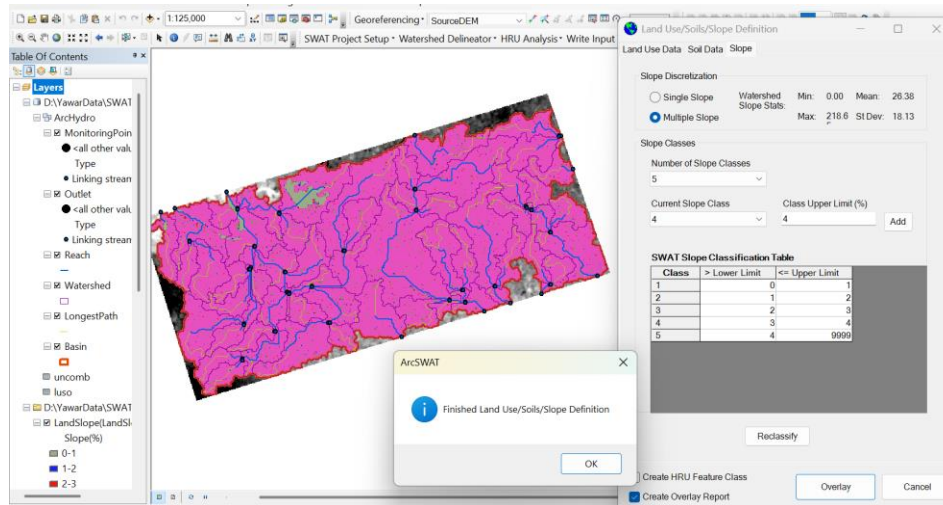 1:125,000
Georeferencing
SourceDEM
SWAT Project Setup
Watershed Delineator
HRU Analysis
Write Input
Table Of Contents
Layers
D:\YawarData\SWAT
ArcHydro
MonitoringPoin
<all other valu
Type
Linking stream
Outlet
<all other valu
Type
Linking stream
Reach
Watershed
LongestPath
Basin
uncomb
luso
D:\YawarData\SWAT
LandSlope(LandSl
Slope(%)
0-1
1-2
2-3
Land Use/Soils/Slope Definition
Land Use Data Soil Data Slope
Slope Discretization
Single Slope
Multiple Slope
Watershed
Slope Stats:
Min: 0.00 Mean: 26.38
Max: 218.6 St Dev: 18.13
Slope Classes
Number of Slope Classes
5
Current Slope Class Class Upper Limit (%)
4 4 Add
SWAT Slope Classification Table
Class > Lower Limit <= Upper Limit
1 0 1
2 1 2
3 2 3
4 3 4
5 4 9999
Reclassify
Create HRU Feature Class
Create Overlay Report
Overlay Cancel
ArcSWAT
Finished Land Use/Soils/Slope Definition
OK